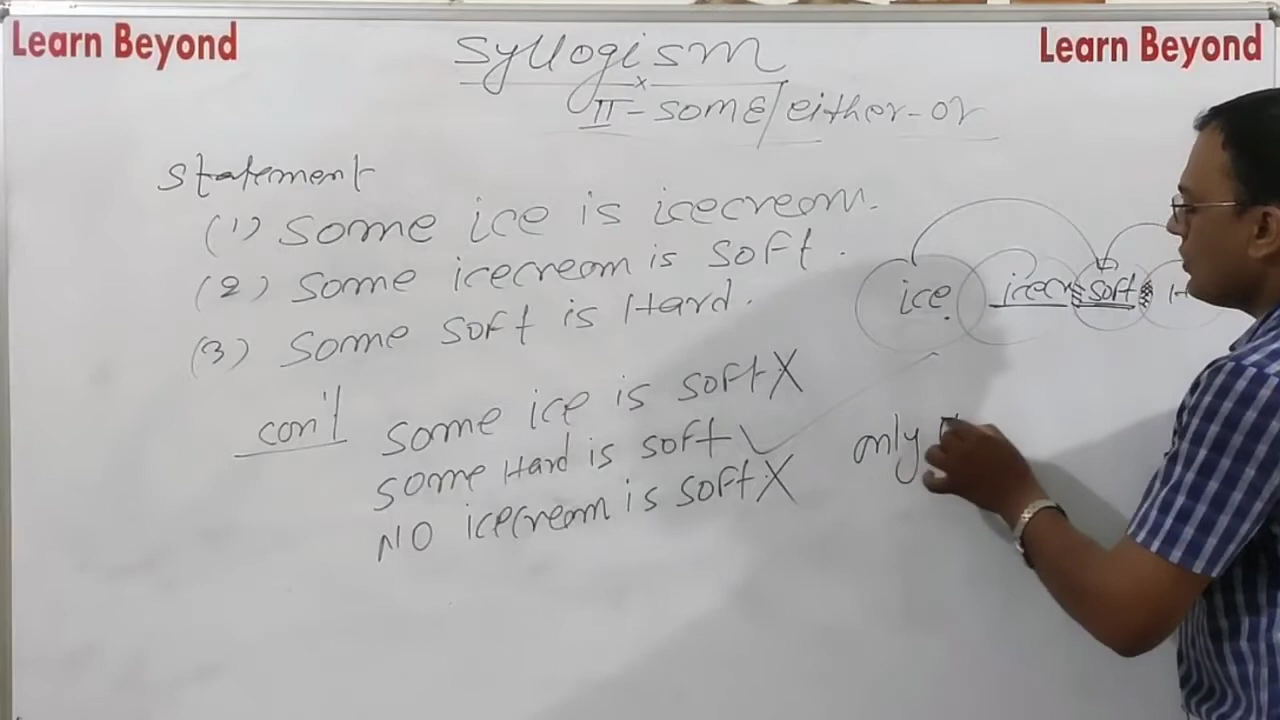 Learn Beyond
Learn Beyond
Syllogism
II - some/either-or
Statement
(1) Some ice is icecream.
(2) Some icecream is soft.
(3) Some soft is Hard.
ice icecr soft H
con'l Some ice is soft X
Some Hard is soft ✓
NO icecream is soft X
only